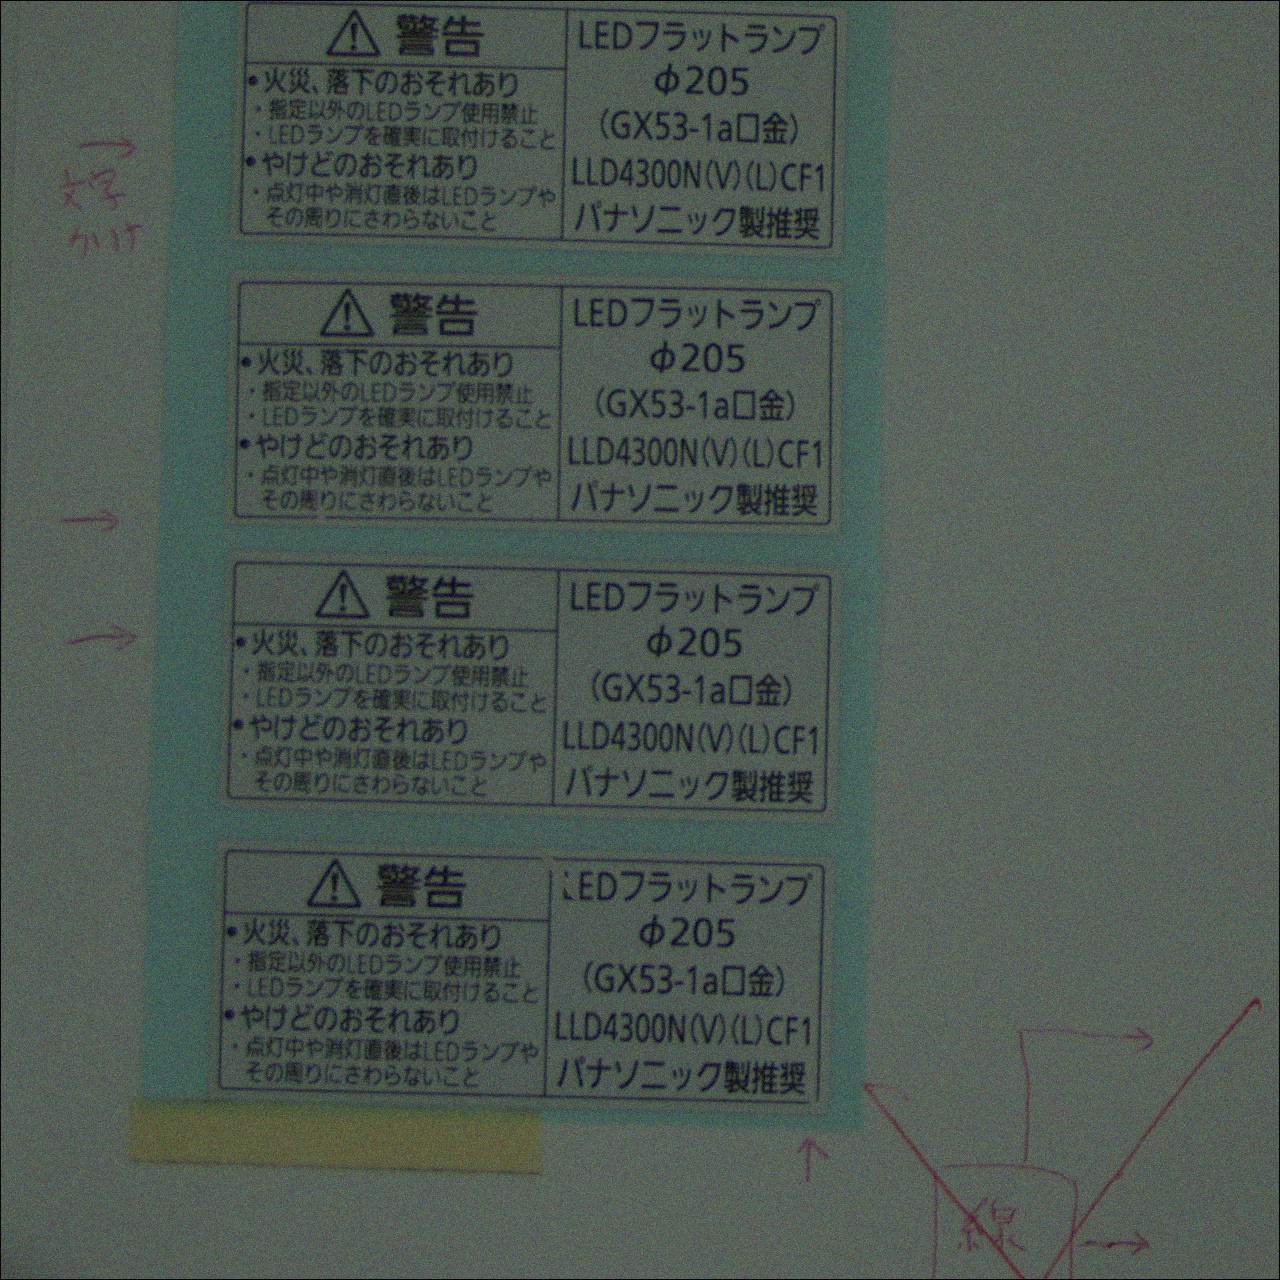 警告
●火災、落下のおそれあり
・指定以外のLEDランプ使用禁止
・LEDランプを確実に取付けること
●やけどのおそれあり
・点灯中や消灯直後はLEDランプや
その周りにさわらないこと
LEDフラットランプ
φ205
(GX53-1a口金)
LLD4300N(V)(L)CF1
パナソニック製推奨
→
文字
かけ
警告
●火災、落下のおそれあり
・指定以外のLEDランプ使用禁止
・LEDランプを確実に取付けること
●やけどのおそれあり
・点灯中や消灯直後はLEDランプや
その周りにさわらないこと
LEDフラットランプ
φ205
(GX53-1a口金)
LLD4300N(V)(L)CF1
パナソニック製推奨
→
警告
●火災、落下のおそれあり
・指定以外のLEDランプ使用禁止
・LEDランプを確実に取付けること
●やけどのおそれあり
・点灯中や消灯直後はLEDランプや
その周りにさわらないこと
LEDフラットランプ
φ205
(GX53-1a口金)
LLD4300N(V)(L)CF1
パナソニック製推奨
→
警告
●火災、落下のおそれあり
・指定以外のLEDランプ使用禁止
・LEDランプを確実に取付けること
●やけどのおそれあり
・点灯中や消灯直後はLEDランプや
その周りにさわらないこと
LEDフラットランプ
φ205
(GX53-1a口金)
LLD4300N(V)(L)CF1
パナソニック製推奨
線